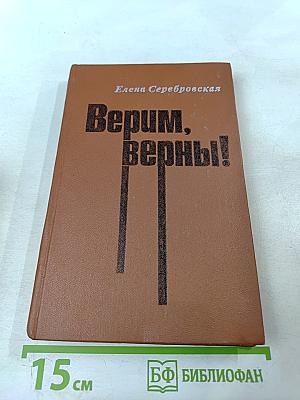 Елена Серебровская
Верим,
верны!
15 см
БФ БИБЛИОФАН